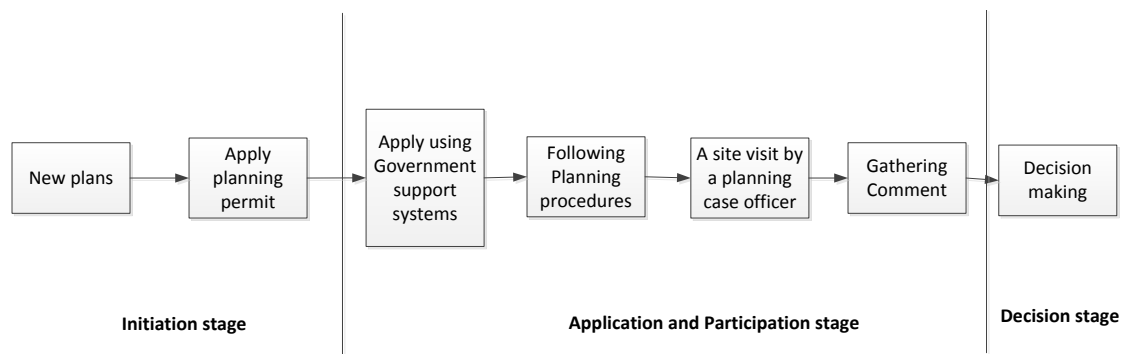 New plans
Apply
planning
permit
Apply using
Government
support
systems
Following
Planning
procedures
A site visit by
a planning
case officer
Gathering
Comment
Decision
making
Initiation stage
Application and Participation stage
Decision stage